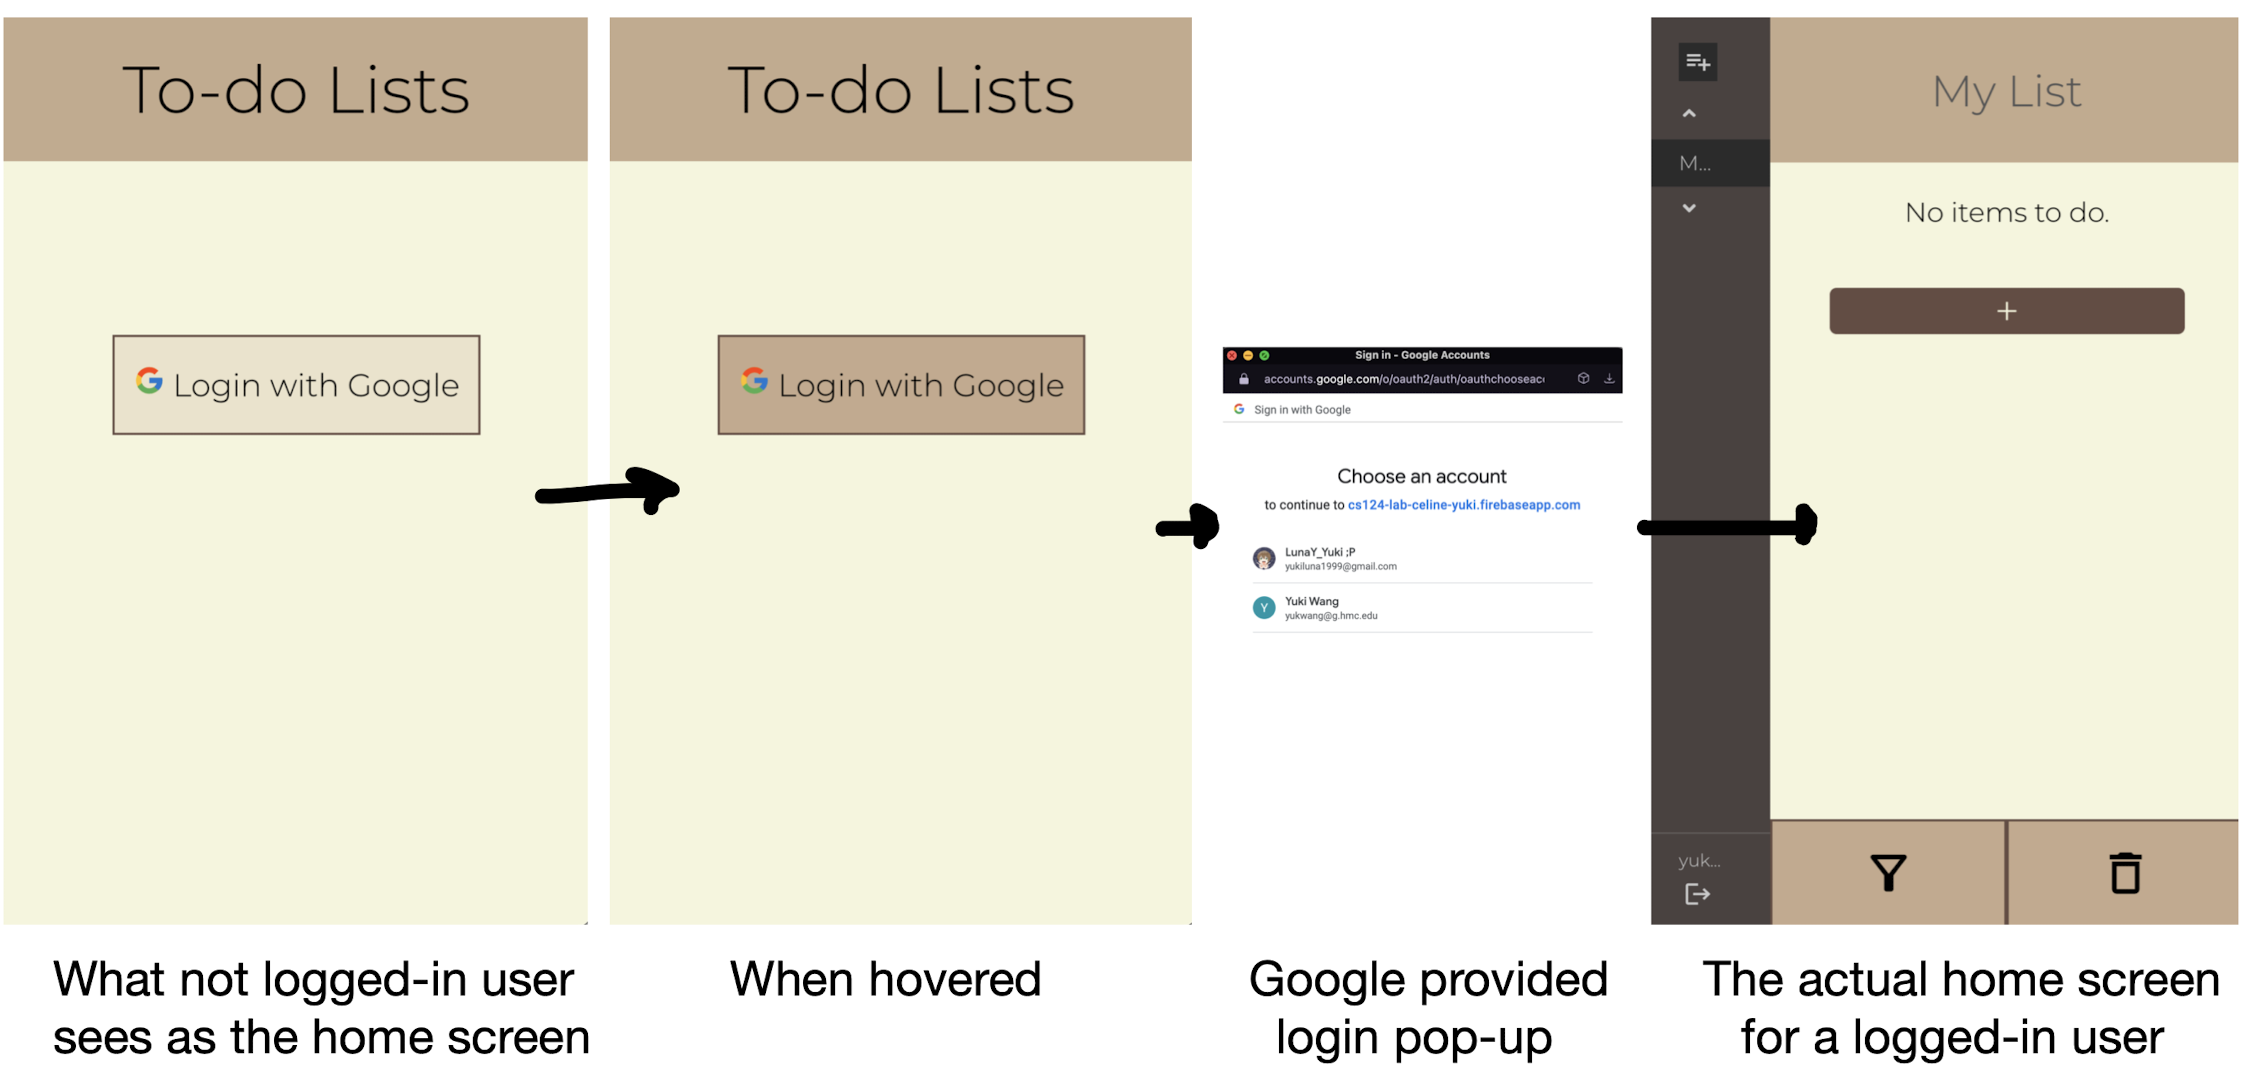 To-do Lists
Login with Google
What not logged-in user
sees as the home screen
To-do Lists
Login with Google
When hovered
Sign in - Google Accounts
accounts.google.com/o/oauth2/auth/oauthchooseacc
Sign in with Google
Choose an account
to continue to cs124-lab-celine-yuki.firebaseapp.com
LunaY_Yuki ;P
yukiluna1999@gmail.com
Y
Yuki Wang
yukwang@g.hmc.edu
Google provided
login pop-up
My List
M...
No items to do.
+
yuk...
The actual home screen
for a logged-in user